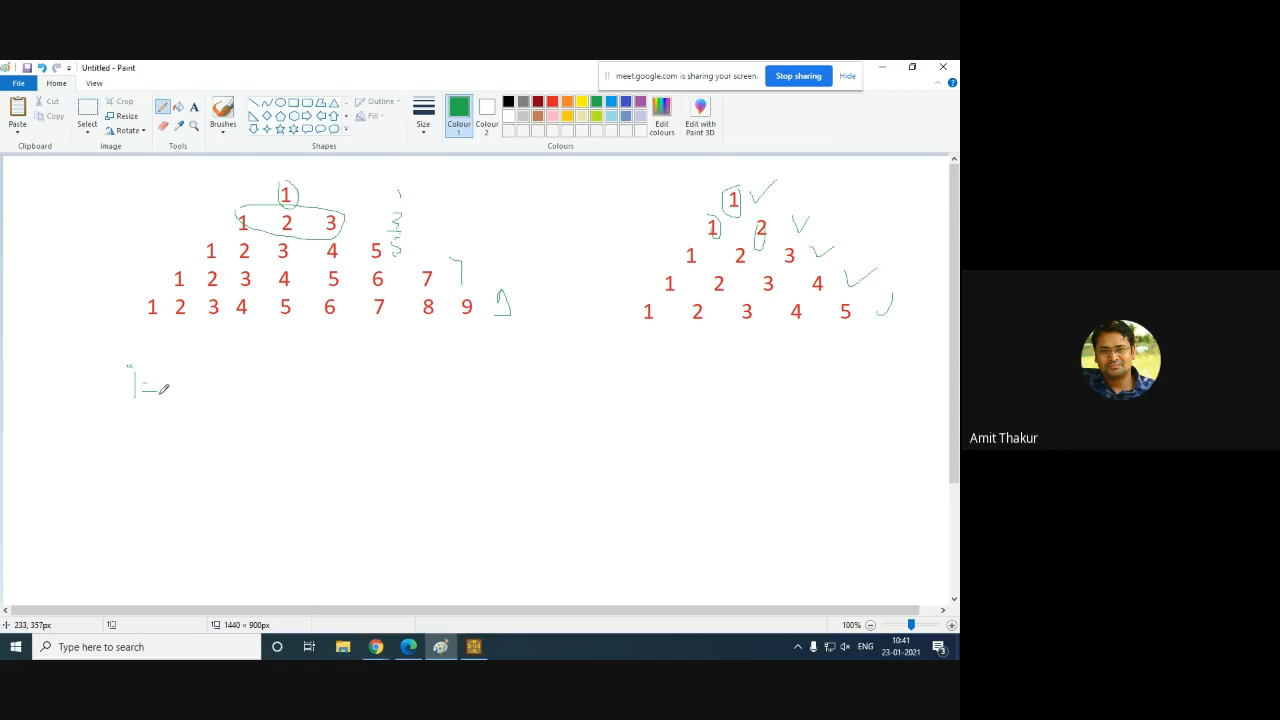 Untitled - Paint
meet.google.com is sharing your screen.
Stop sharing
Hide
File
Home
View
Paste
Cut
Copy
Clipboard
Select
Crop
Resize
Rotate
Image
Tools
Brushes
Shapes
Outline
Fill
Size
Colour 1
Colour 2
Edit colours
Edit with Paint 3D
Colours
1
1 2 3 3
1 2 3 4 5 5
1 2 3 4 5 6 7 7
1 2 3 4 5 6 7 8 9 9
1
1 2
1 2 3
1 2 3 4
1 2 3 4 5
i=
Amit Thakur
233, 357px
1440 × 900px
100%
Type here to search
ENG
10:41
23-01-2021
3